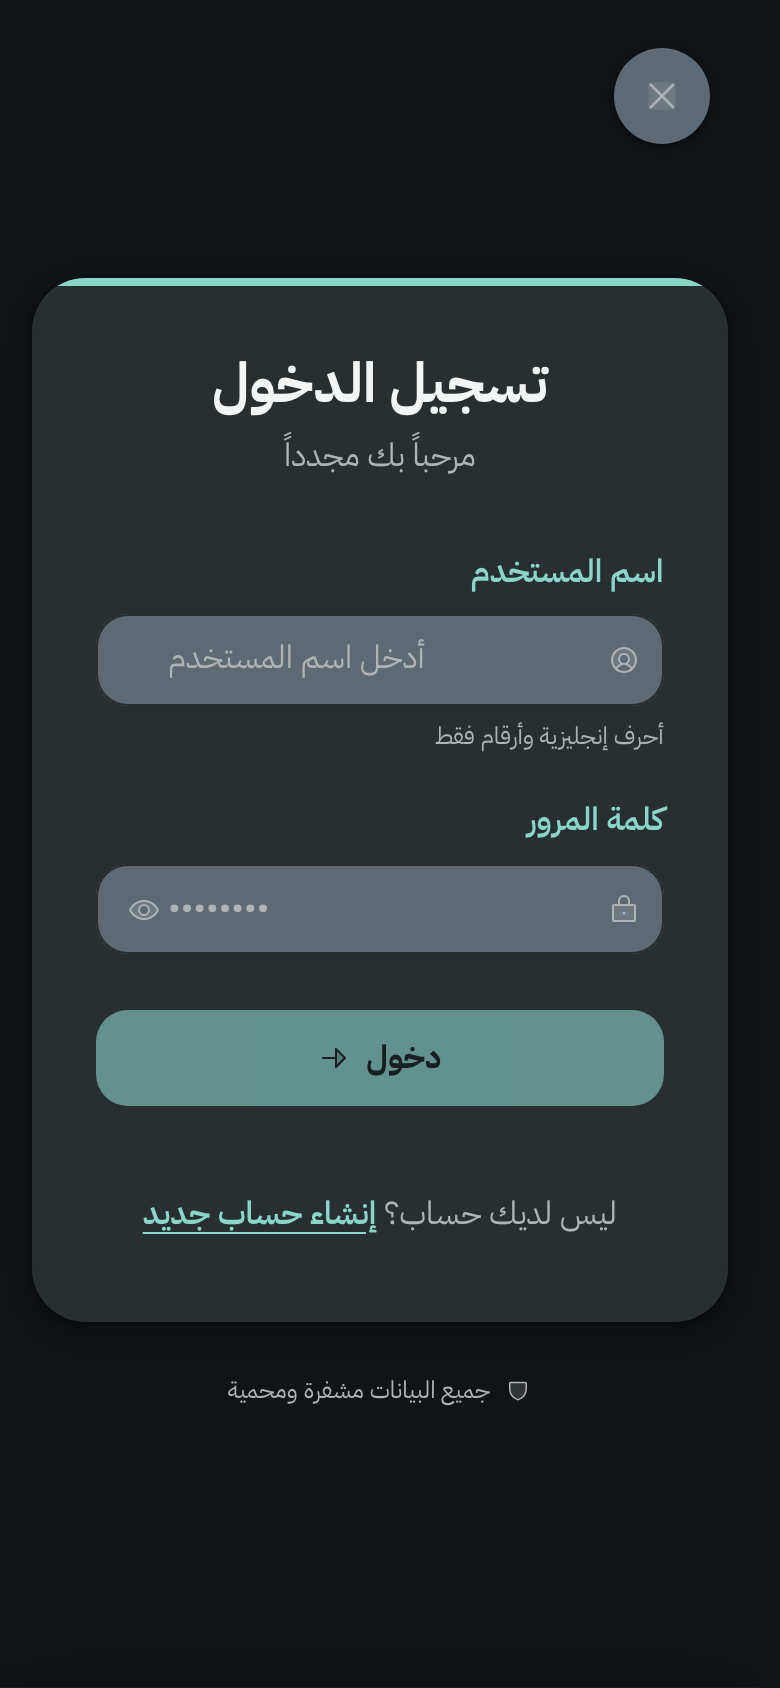 تسجيل الدخول
مرحباً بك مجدداً
اسم المستخدم
أدخل اسم المستخدم
أحرف إنجليزية وأرقام فقط
كلمة المرور
••••••••
دخول
ليس لديك حساب؟ إنشاء حساب جديد
جميع البيانات مشفرة ومحمية